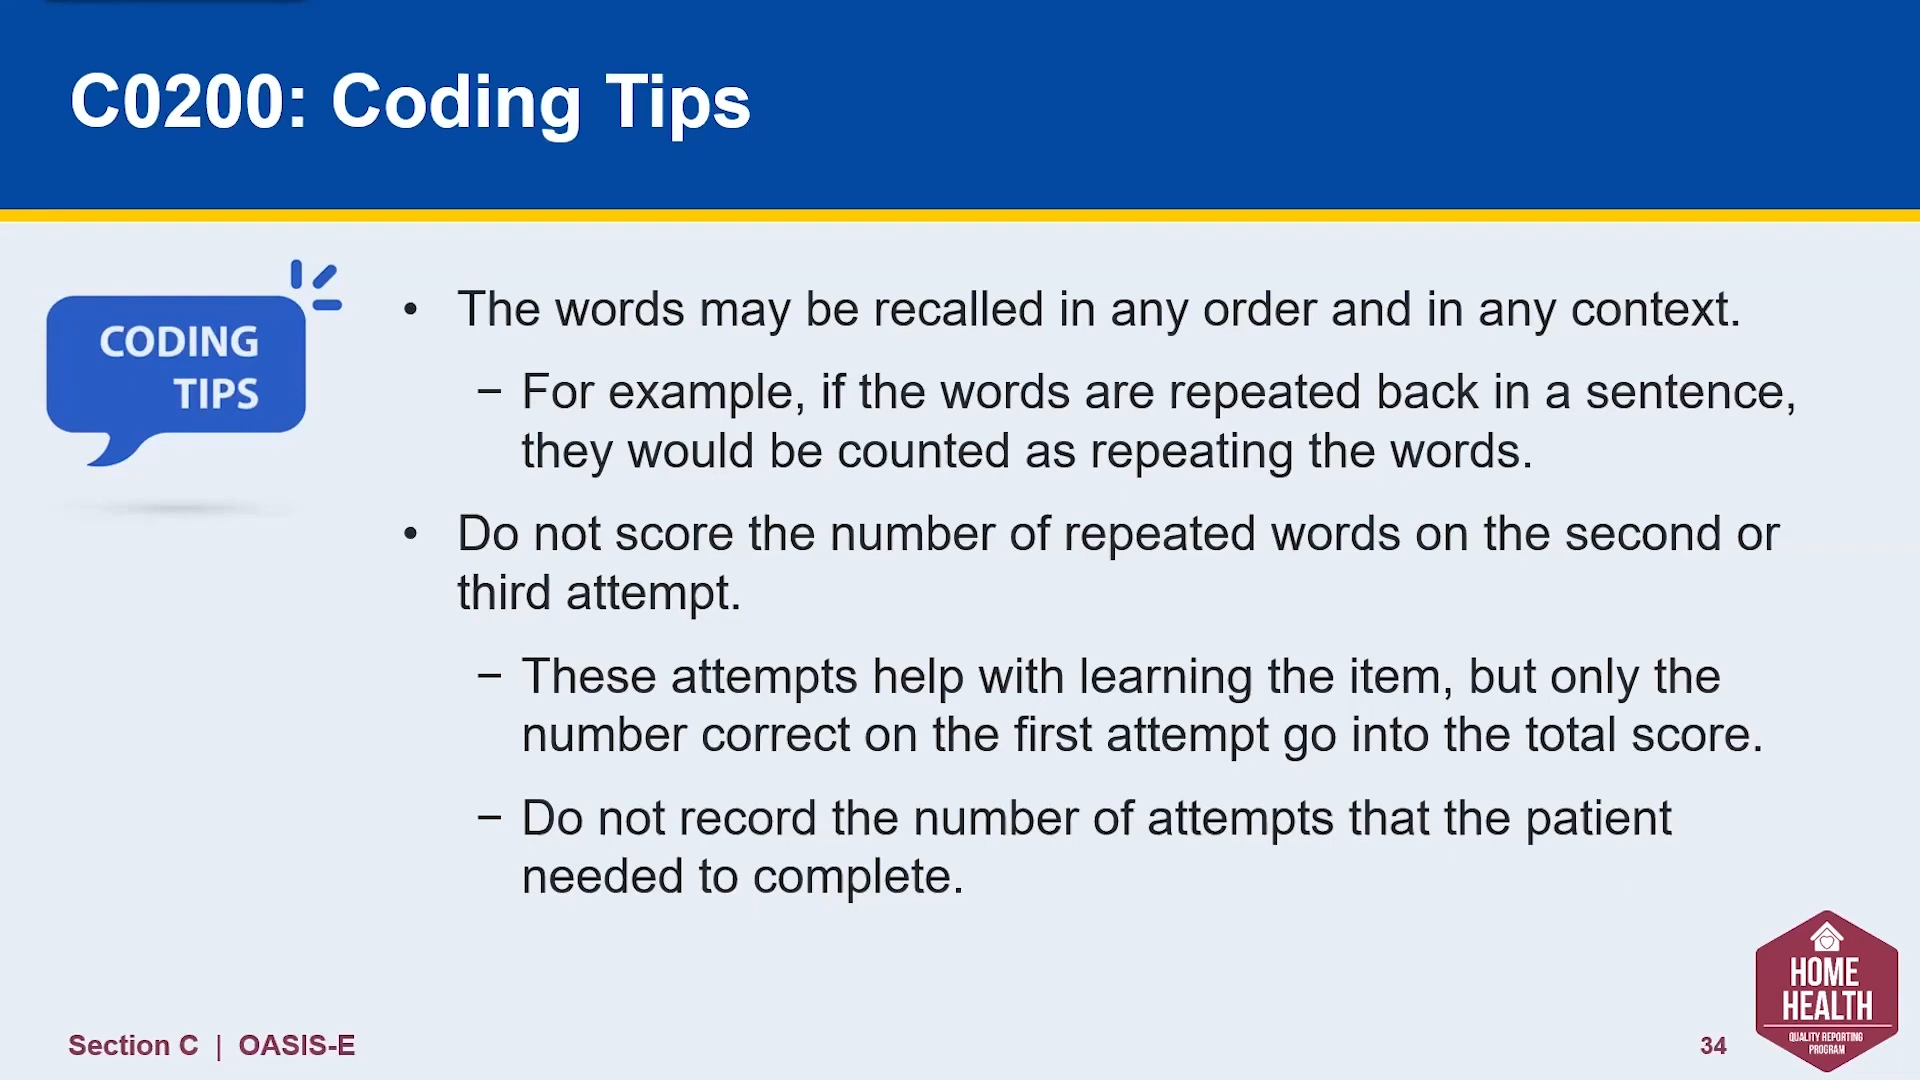 C0200: Coding Tips
CODING
TIPS
• The words may be recalled in any order and in any context.
– For example, if the words are repeated back in a sentence,
they would be counted as repeating the words.
• Do not score the number of repeated words on the second or
third attempt.
– These attempts help with learning the item, but only the
number correct on the first attempt go into the total score.
– Do not record the number of attempts that the patient
needed to complete.
Section C | OASIS-E
34
HOME
HEALTH
QUALITY REPORTING
PROGRAM